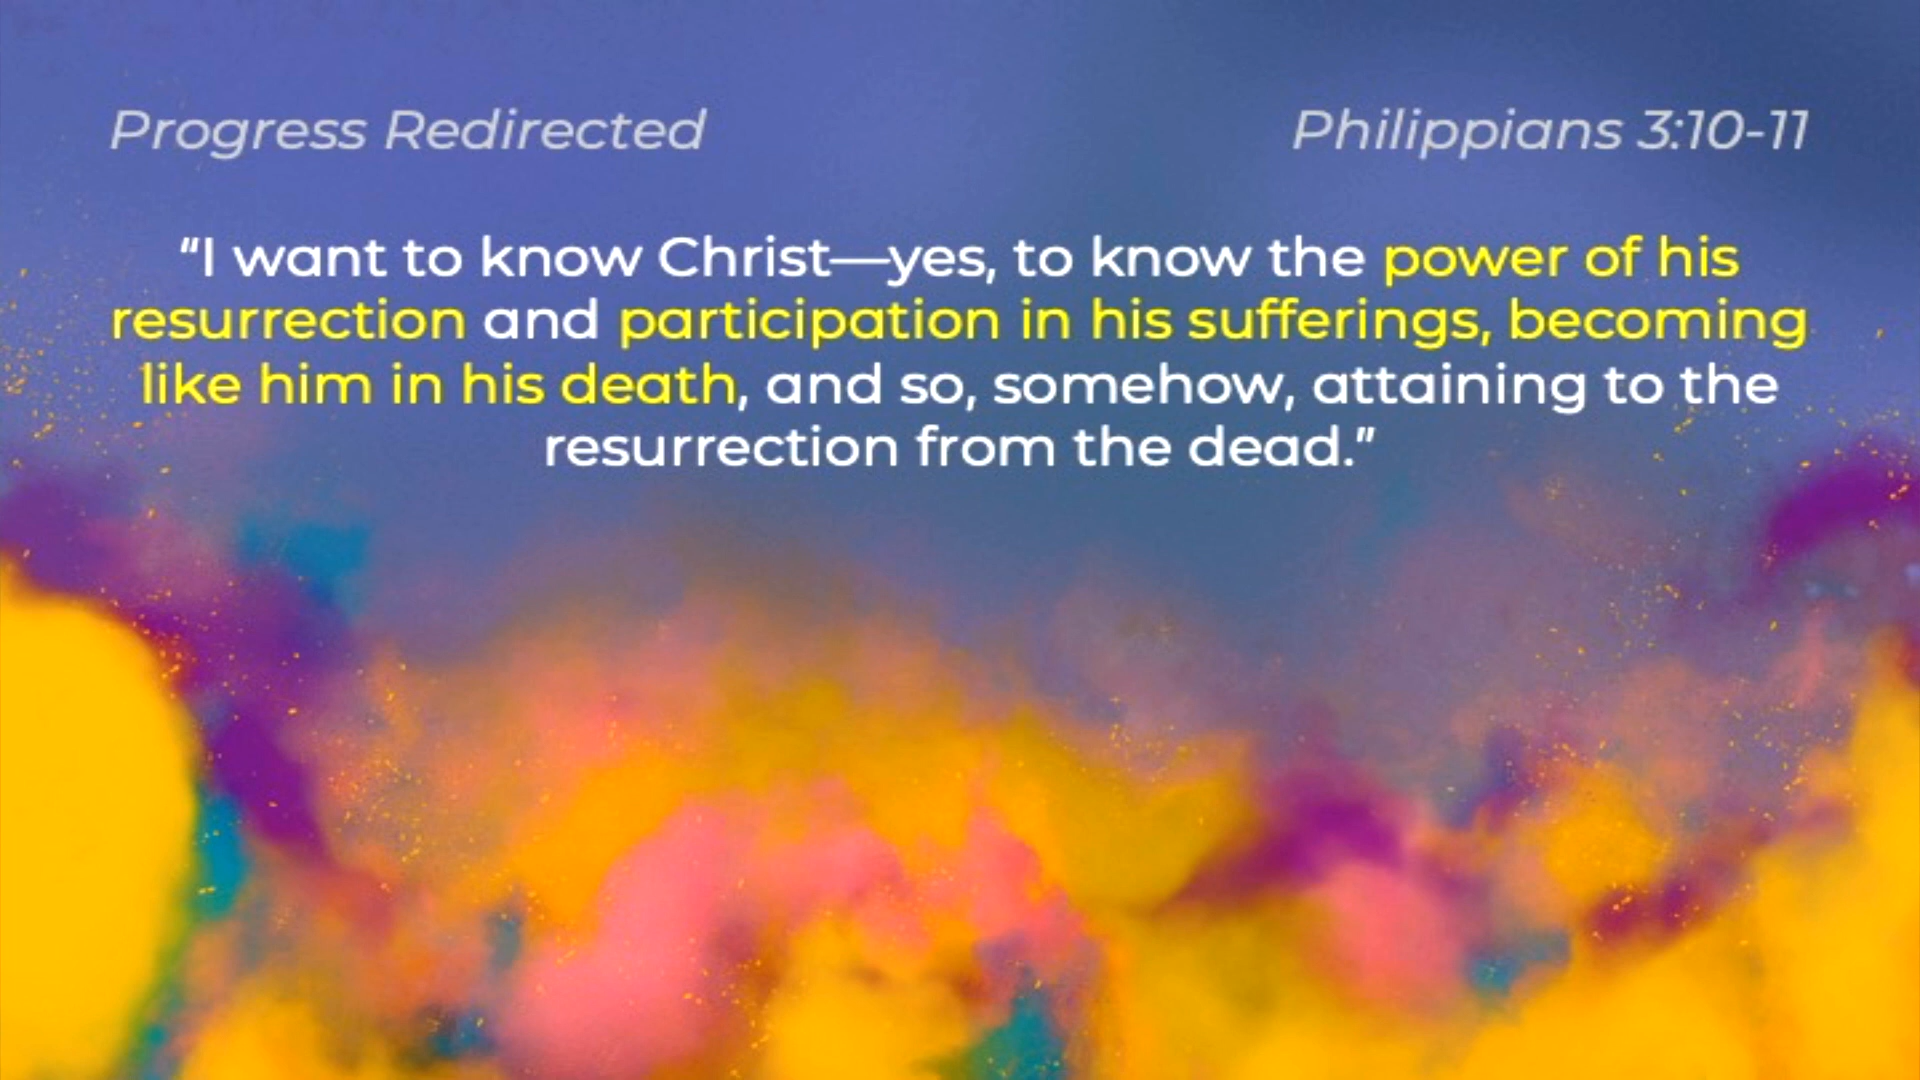 Progress Redirected
Philippians 3:10-11
"I want to know Christ—yes, to know the power of his
resurrection and participation in his sufferings, becoming
like him in his death, and so, somehow, attaining to the
resurrection from the dead."